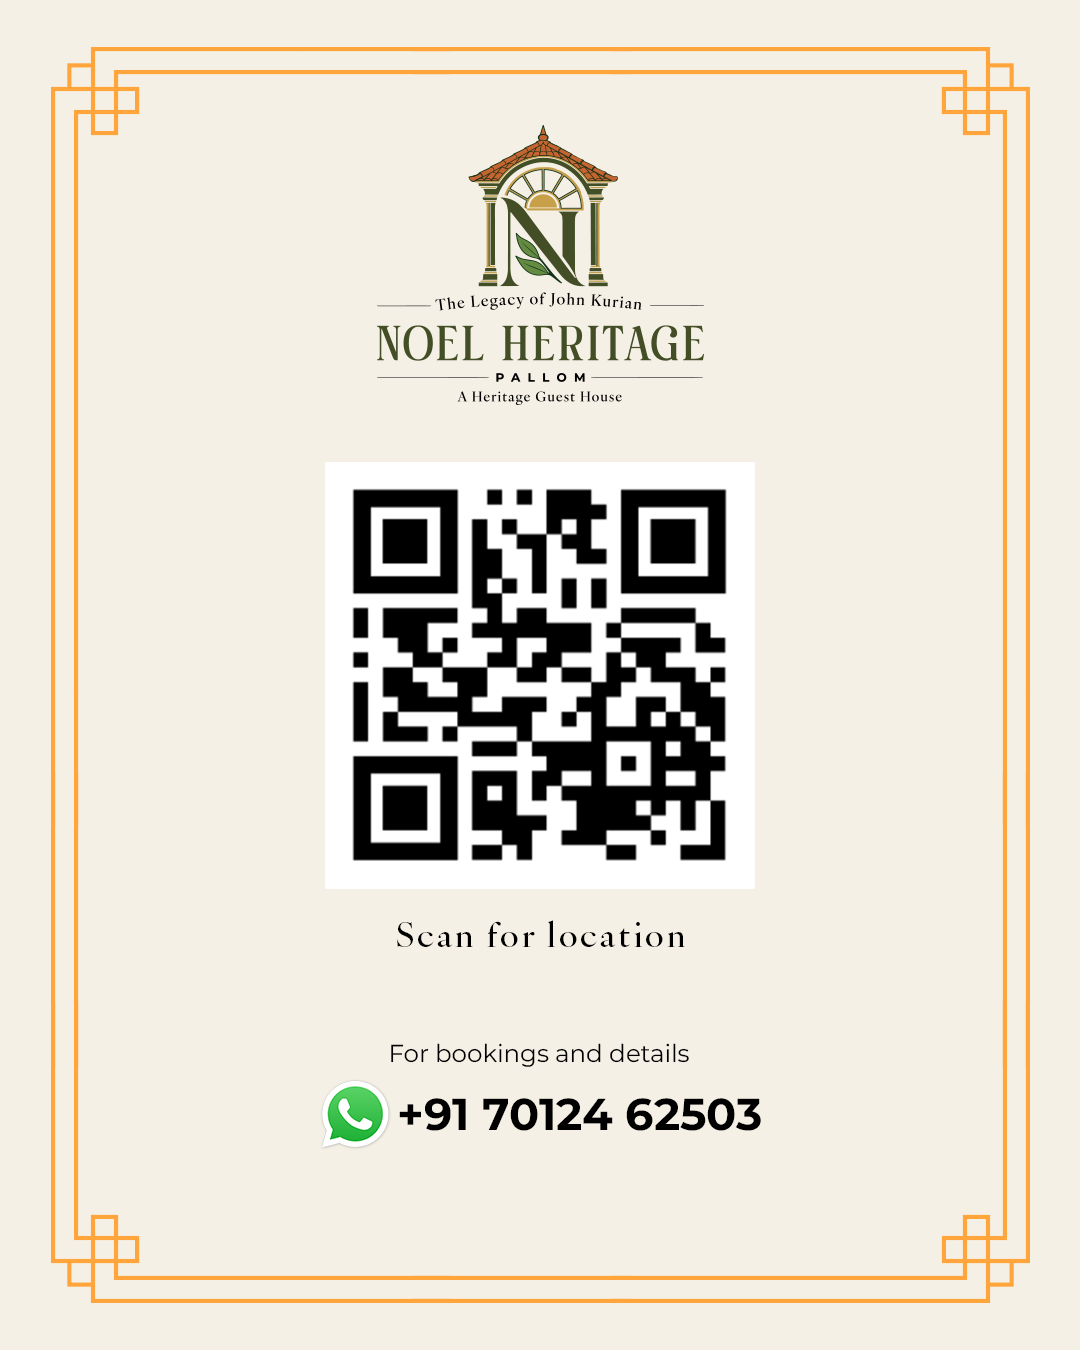 The Legacy of John Kurian
NOEL HERITAGE
PALLOM
A Heritage Guest House
Scan for location
For bookings and details
+91 70124 62503